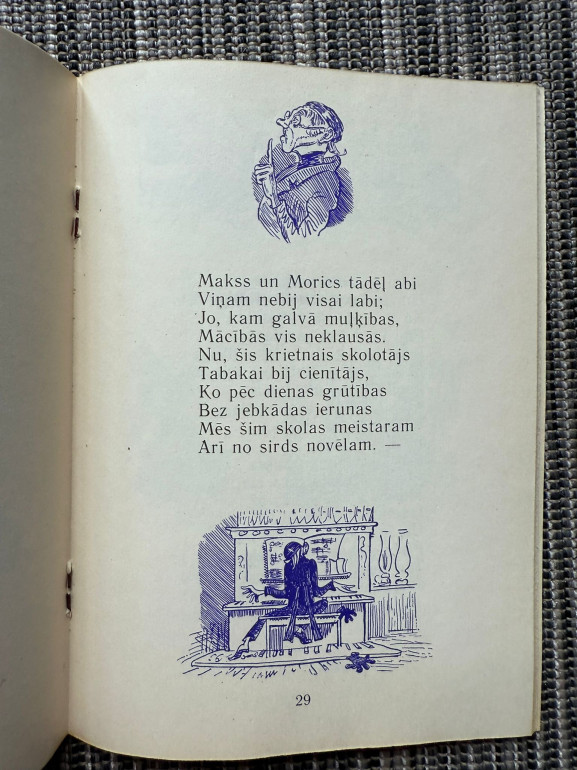 Makss un Morics tādēļ abi
Viņam nebij visai labi;
Jo, kam galvā muļķības,
Mācībās vis neklausās.
Nu, šis krietnais skolotājs
Tabakai bij cienītājs,
Ko pēc dienas grūtības
Bez jebkādas ierunas
Mēs šim skolas meistaram
Arī no sirds novēlam. —
29